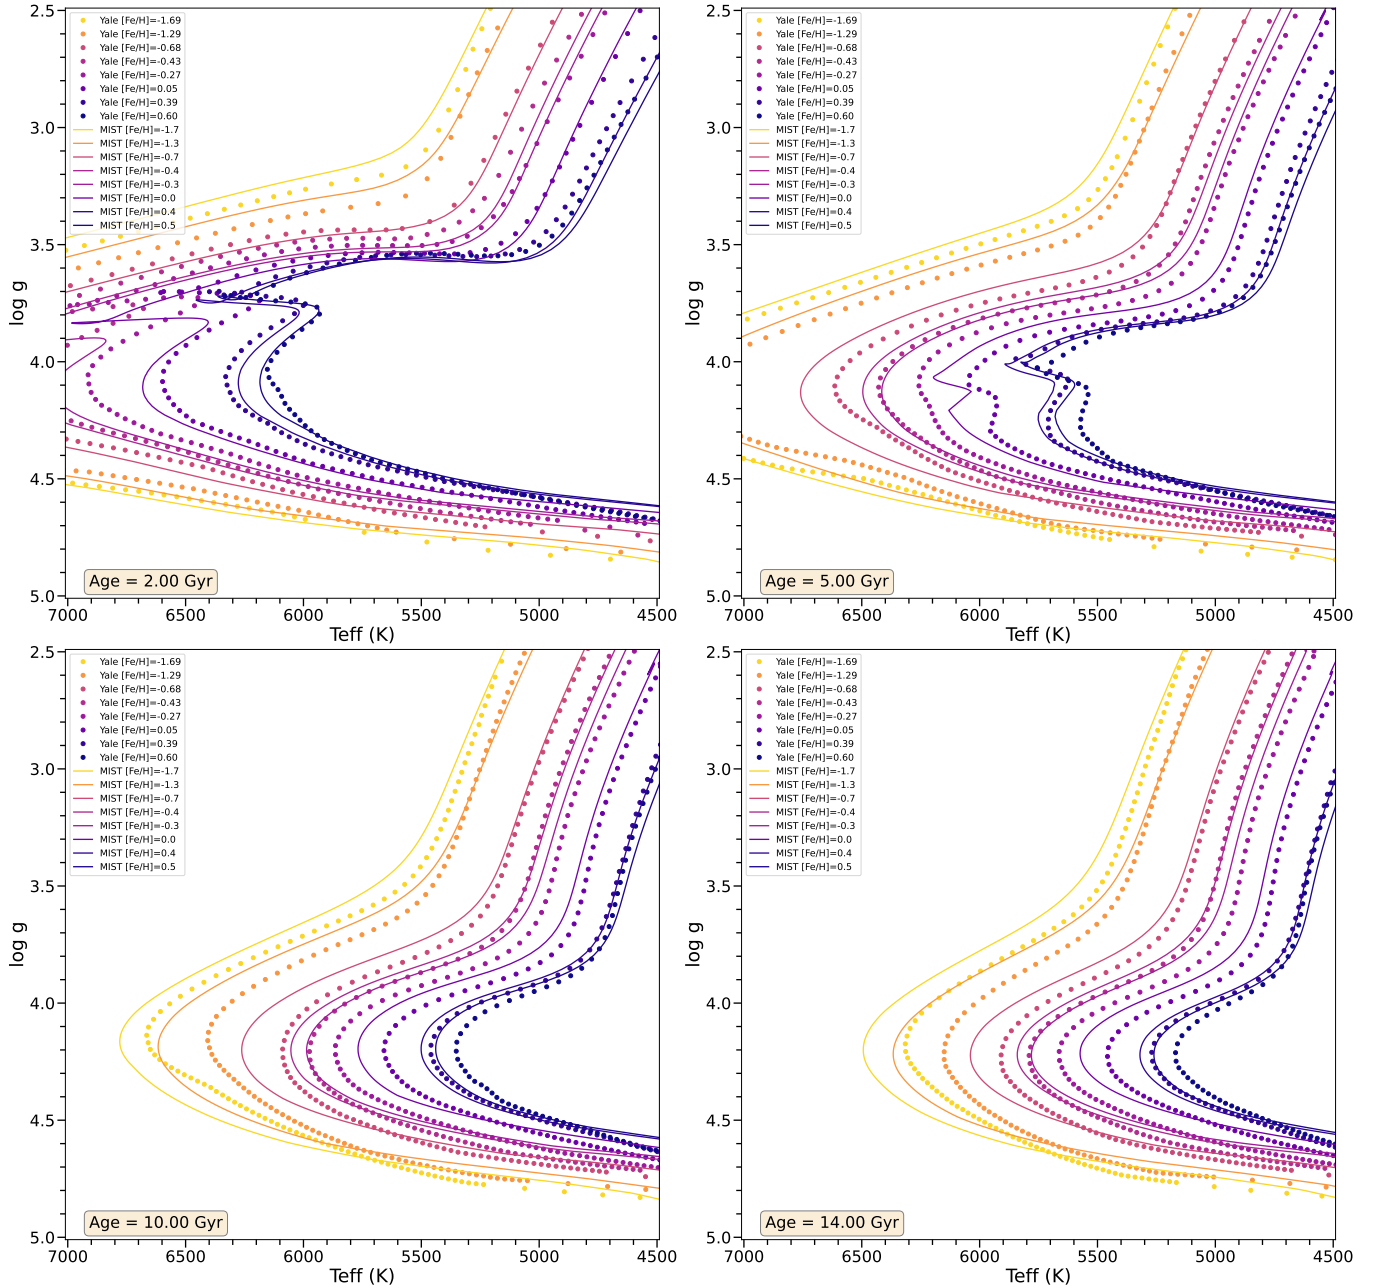 2.5
3.0
3.5
4.0
4.5
5.0
log g
Yale [Fe/H]=-1.69
Yale [Fe/H]=-1.29
Yale [Fe/H]=-0.68
Yale [Fe/H]=-0.43
Yale [Fe/H]=-0.27
Yale [Fe/H]=0.05
Yale [Fe/H]=0.39
Yale [Fe/H]=0.60
MIST [Fe/H]=-1.7
MIST [Fe/H]=-1.3
MIST [Fe/H]=-0.7
MIST [Fe/H]=-0.4
MIST [Fe/H]=-0.3
MIST [Fe/H]=0.0
MIST [Fe/H]=0.4
MIST [Fe/H]=0.5
Age = 2.00 Gyr
7000 6500 6000 5500 5000 4500
Teff (K)
2.5
3.0
3.5
4.0
4.5
5.0
log g
Yale [Fe/H]=-1.69
Yale [Fe/H]=-1.29
Yale [Fe/H]=-0.68
Yale [Fe/H]=-0.43
Yale [Fe/H]=-0.27
Yale [Fe/H]=0.05
Yale [Fe/H]=0.39
Yale [Fe/H]=0.60
MIST [Fe/H]=-1.7
MIST [Fe/H]=-1.3
MIST [Fe/H]=-0.7
MIST [Fe/H]=-0.4
MIST [Fe/H]=-0.3
MIST [Fe/H]=0.0
MIST [Fe/H]=0.4
MIST [Fe/H]=0.5
Age = 5.00 Gyr
7000 6500 6000 5500 5000 4500
Teff (K)
2.5
3.0
3.5
4.0
4.5
5.0
log g
Yale [Fe/H]=-1.69
Yale [Fe/H]=-1.29
Yale [Fe/H]=-0.68
Yale [Fe/H]=-0.43
Yale [Fe/H]=-0.27
Yale [Fe/H]=0.05
Yale [Fe/H]=0.39
Yale [Fe/H]=0.60
MIST [Fe/H]=-1.7
MIST [Fe/H]=-1.3
MIST [Fe/H]=-0.7
MIST [Fe/H]=-0.4
MIST [Fe/H]=-0.3
MIST [Fe/H]=0.0
MIST [Fe/H]=0.4
MIST [Fe/H]=0.5
Age = 10.00 Gyr
7000 6500 6000 5500 5000 4500
Teff (K)
2.5
3.0
3.5
4.0
4.5
5.0
log g
Yale [Fe/H]=-1.69
Yale [Fe/H]=-1.29
Yale [Fe/H]=-0.68
Yale [Fe/H]=-0.43
Yale [Fe/H]=-0.27
Yale [Fe/H]=0.05
Yale [Fe/H]=0.39
Yale [Fe/H]=0.60
MIST [Fe/H]=-1.7
MIST [Fe/H]=-1.3
MIST [Fe/H]=-0.7
MIST [Fe/H]=-0.4
MIST [Fe/H]=-0.3
MIST [Fe/H]=0.0
MIST [Fe/H]=0.4
MIST [Fe/H]=0.5
Age = 14.00 Gyr
7000 6500 6000 5500 5000 4500
Teff (K)